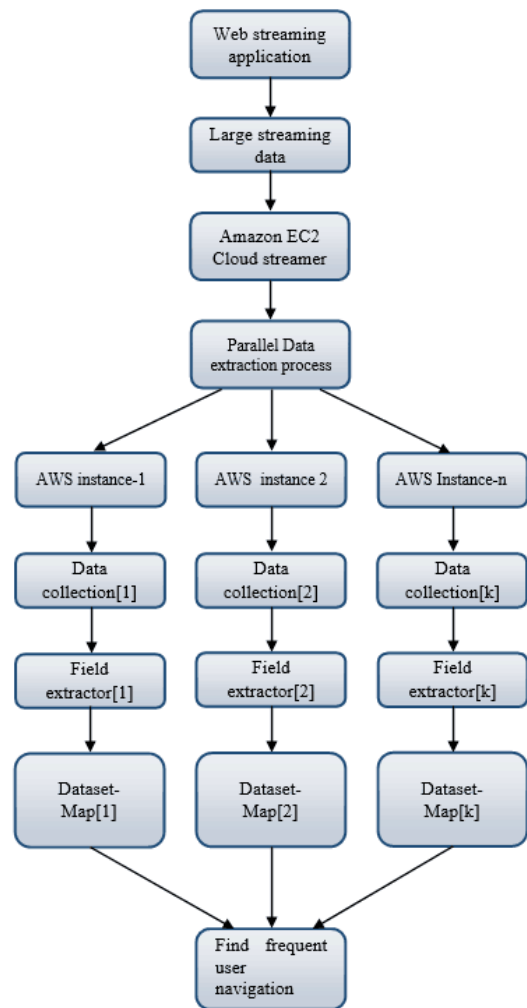 Web streaming
application
Large streaming
data
Amazon EC2
Cloud streamer
Parallel Data
extraction process
AWS instance-1
AWS instance 2
AWS Instance-n
Data
collection[1]
Data
collection[2]
Data
collection[k]
Field
extractor[1]
Field
extractor[2]
Field
extractor[k]
Dataset-
Map[1]
Dataset-
Map[2]
Dataset-
Map[k]
Find frequent
user
navigation